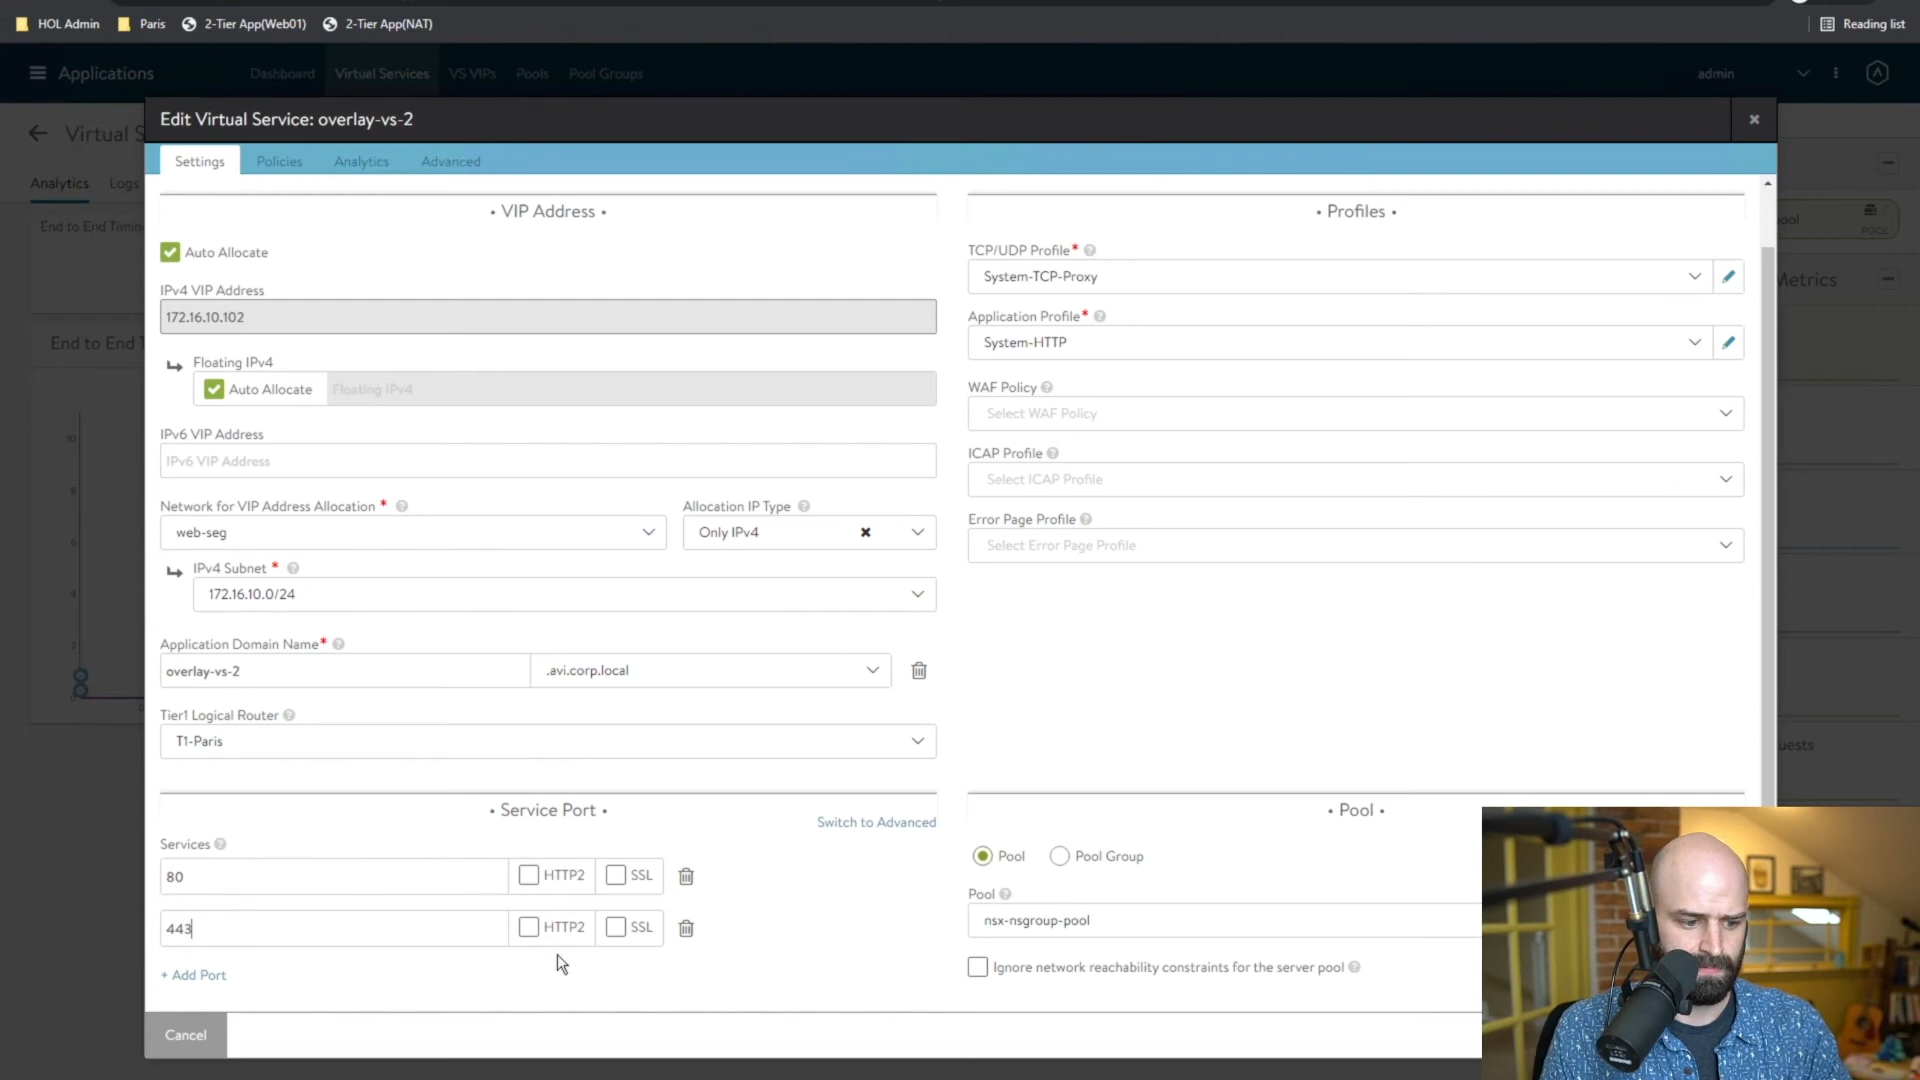 HOL Admin Paris 2-Tier App(Web01) 2-Tier App(NAT) Reading list
Applications Dashboard Virtual Services VS VIPs Pools Pool Groups admin
Virtual S
Edit Virtual Service: overlay-vs-2
Settings Policies Analytics Advanced
Analytics Logs
End to End Timin
End to End T
10
8
6
4
2
• VIP Address •
Auto Allocate
IPv4 VIP Address
172.16.10.102
Floating IPv4
Auto Allocate Floating IPv4
IPv6 VIP Address
IPv6 VIP Address
Network for VIP Address Allocation * Allocation IP Type
web-seg Only IPv4
IPv4 Subnet *
172.16.10.0/24
Application Domain Name*
overlay-vs-2 .avi.corp.local
Tier1 Logical Router
T1-Paris
• Service Port •
Switch to Advanced
Services
80 HTTP2 SSL
443 HTTP2 SSL
+ Add Port
Cancel
• Profiles •
TCP/UDP Profile*
System-TCP-Proxy
Application Profile*
System-HTTP
WAF Policy
Select WAF Policy
ICAP Profile
Select ICAP Profile
Error Page Profile
Select Error Page Profile
• Pool •
Pool Pool Group
Pool
nsx-nsgroup-pool
Ignore network reachability constraints for the server pool
ool
POOL
Metrics
uests